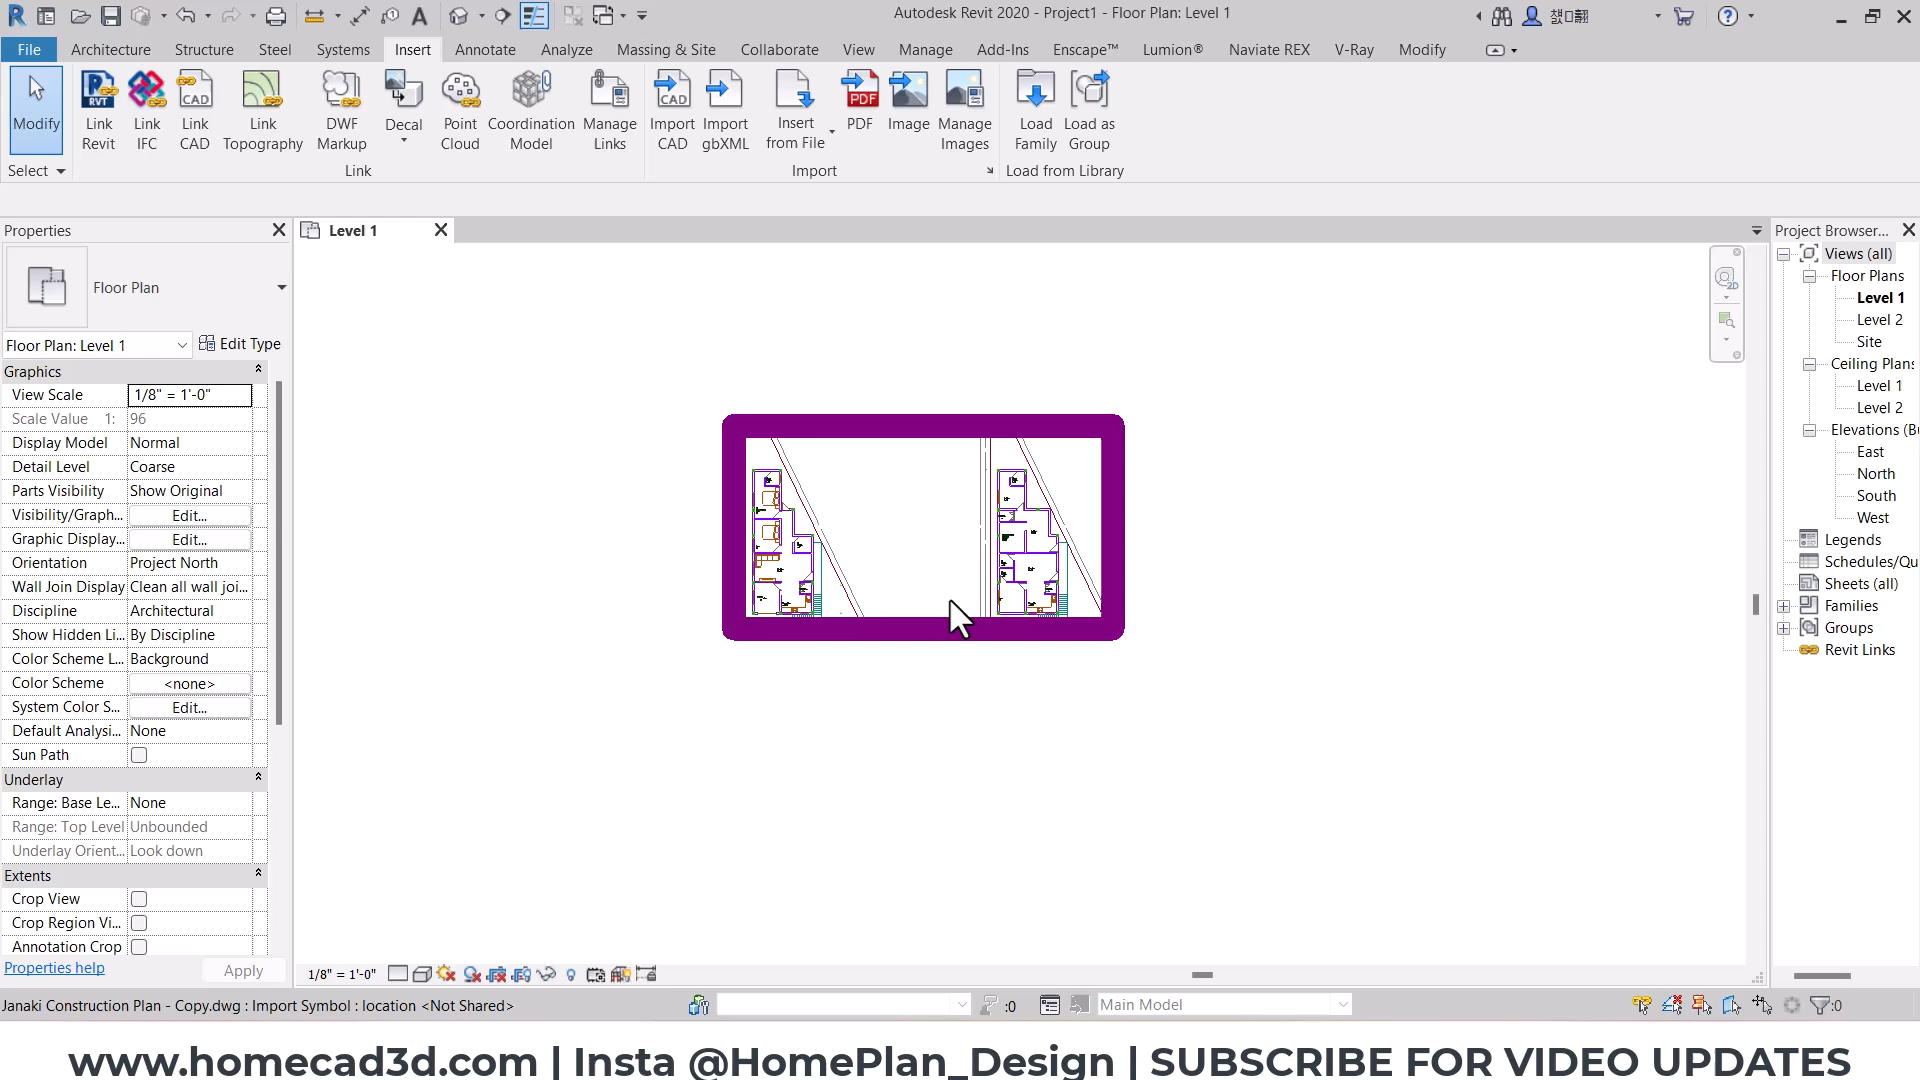 Autodesk Revit 2020 - Project1 - Floor Plan: Level 1
File Architecture Structure Steel Systems Insert Annotate Analyze Massing & Site Collaborate View Manage Add-Ins Enscape™ Lumion® Naviate REX V-Ray Modify
Modify
Link Revit
Link IFC
Link CAD
Link Topography
DWF Markup
Decal
Point Cloud
Coordination Model
Manage Links
Import CAD
Import gbXML
Insert from File
PDF
Image
Manage Images
Load Family
Load as Group
Select
Link
Import
Load from Library
Properties
Level 1
Project Browser...
Floor Plan
Floor Plan: Level 1
Edit Type
Graphics
View Scale 1/8" = 1'-0"
Scale Value 1: 96
Display Model Normal
Detail Level Coarse
Parts Visibility Show Original
Visibility/Graph... Edit...
Graphic Display... Edit...
Orientation Project North
Wall Join Display Clean all wall joi...
Discipline Architectural
Show Hidden Li... By Discipline
Color Scheme L... Background
Color Scheme <none>
System Color S... Edit...
Default Analysi... None
Sun Path
Underlay
Range: Base Le... None
Range: Top Level Unbounded
Underlay Orient... Look down
Extents
Crop View
Crop Region Vi...
Annotation Crop
Properties help
Apply
Views (all)
Floor Plans
Level 1
Level 2
Site
Ceiling Plans
Level 1
Level 2
Elevations (Bu
East
North
South
West
Legends
Schedules/Qu
Sheets (all)
Families
Groups
Revit Links
2D
1/8" = 1'-0"
Janaki Construction Plan - Copy.dwg : Import Symbol : location <Not Shared>
:0
Main Model
:0
www.homecad3d.com | Insta @HomePlan_Design | SUBSCRIBE FOR VIDEO UPDATES